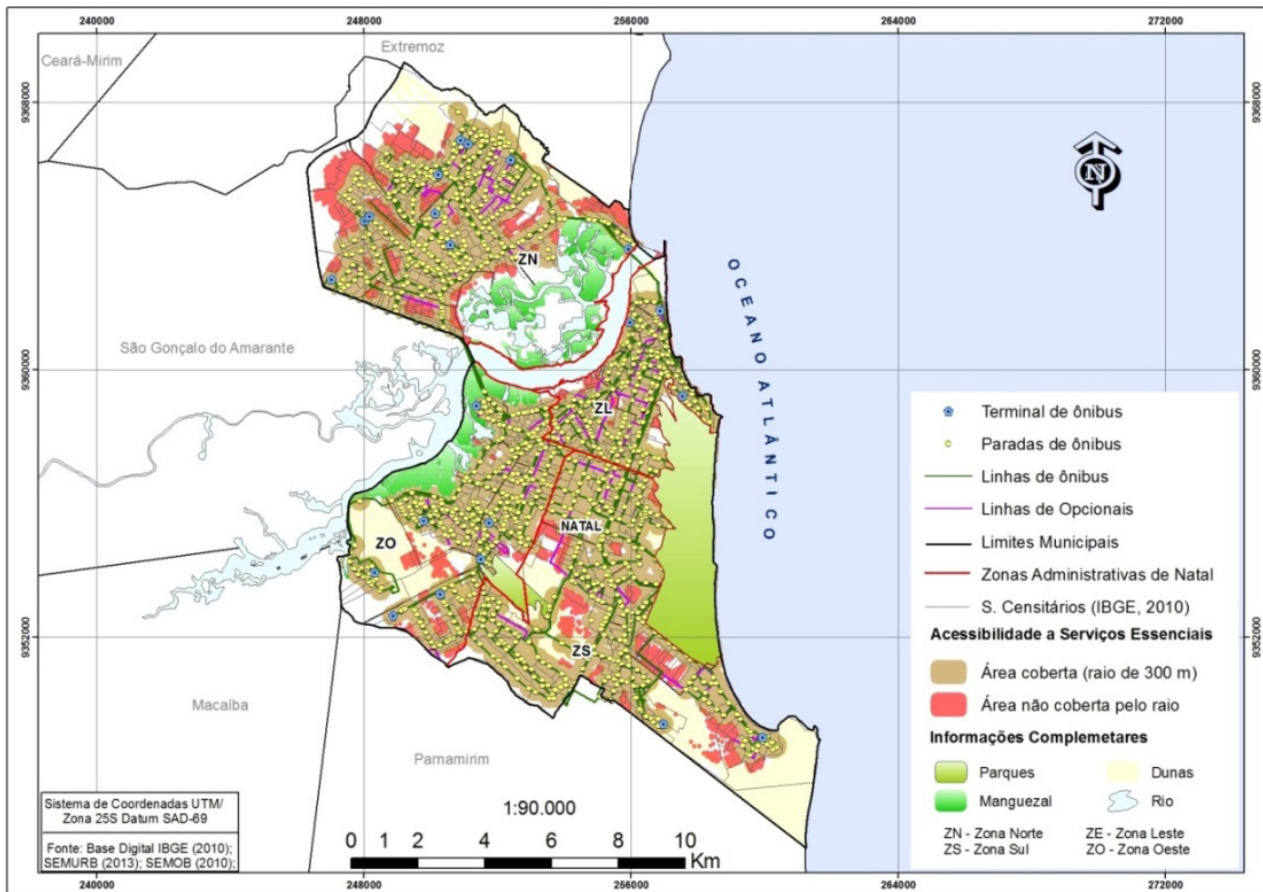 240000 248000 256000 264000 272000
Extremoz
Ceará-Mirim
9368000 9368000
N
ZN
OCEANO ATLÂNTICO
São Gonçalo do Amarante
9360000 9360000
ZL
NATAL
ZO
9352000 9352000
ZS
Macaíba
Parnamirim
Terminal de ônibus
Paradas de ônibus
Linhas de ônibus
Linhas de Opcionais
Limites Municipais
Zonas Administrativas de Natal
S. Censitários (IBGE, 2010)
Acessibilidade a Serviços Essenciais
Área coberta (raio de 300 m)
Área não coberta pelo raio
Informações Complemetares
Parques Dunas
Manguezal Rio
ZN - Zona Norte ZE - Zona Leste
ZS - Zona Sul ZO - Zona Oeste
Sistema de Coordenadas UTM/
Zona 25S Datum SAD-69
Fonte: Base Digital IBGE (2010);
SEMURB (2013); SEMOB (2010);
1:90.000
0 1 2 4 6 8 10
Km
240000 248000 256000 264000 272000